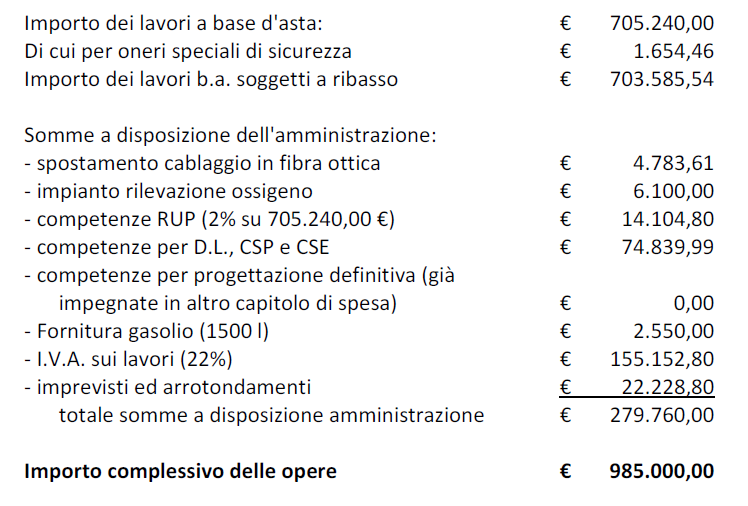 Importo dei lavori a base d'asta: € 705.240,00
Di cui per oneri speciali di sicurezza € 1.654,46
Importo dei lavori b.a. soggetti a ribasso € 703.585,54
Somme a disposizione dell'amministrazione:
- spostamento cablaggio in fibra ottica € 4.783,61
- impianto rilevazione ossigeno € 6.100,00
- competenze RUP (2% su 705.240,00 €) € 14.104,80
- competenze per D.L., CSP e CSE € 74.839,99
- competenze per progettazione definitiva (già
impegnate in altro capitolo di spesa) € 0,00
- Fornitura gasolio (1500 l) € 2.550,00
- I.V.A. sui lavori (22%) € 155.152,80
- imprevisti ed arrotondamenti € 22.228,80
totale somme a disposizione amministrazione € 279.760,00
Importo complessivo delle opere € 985.000,00